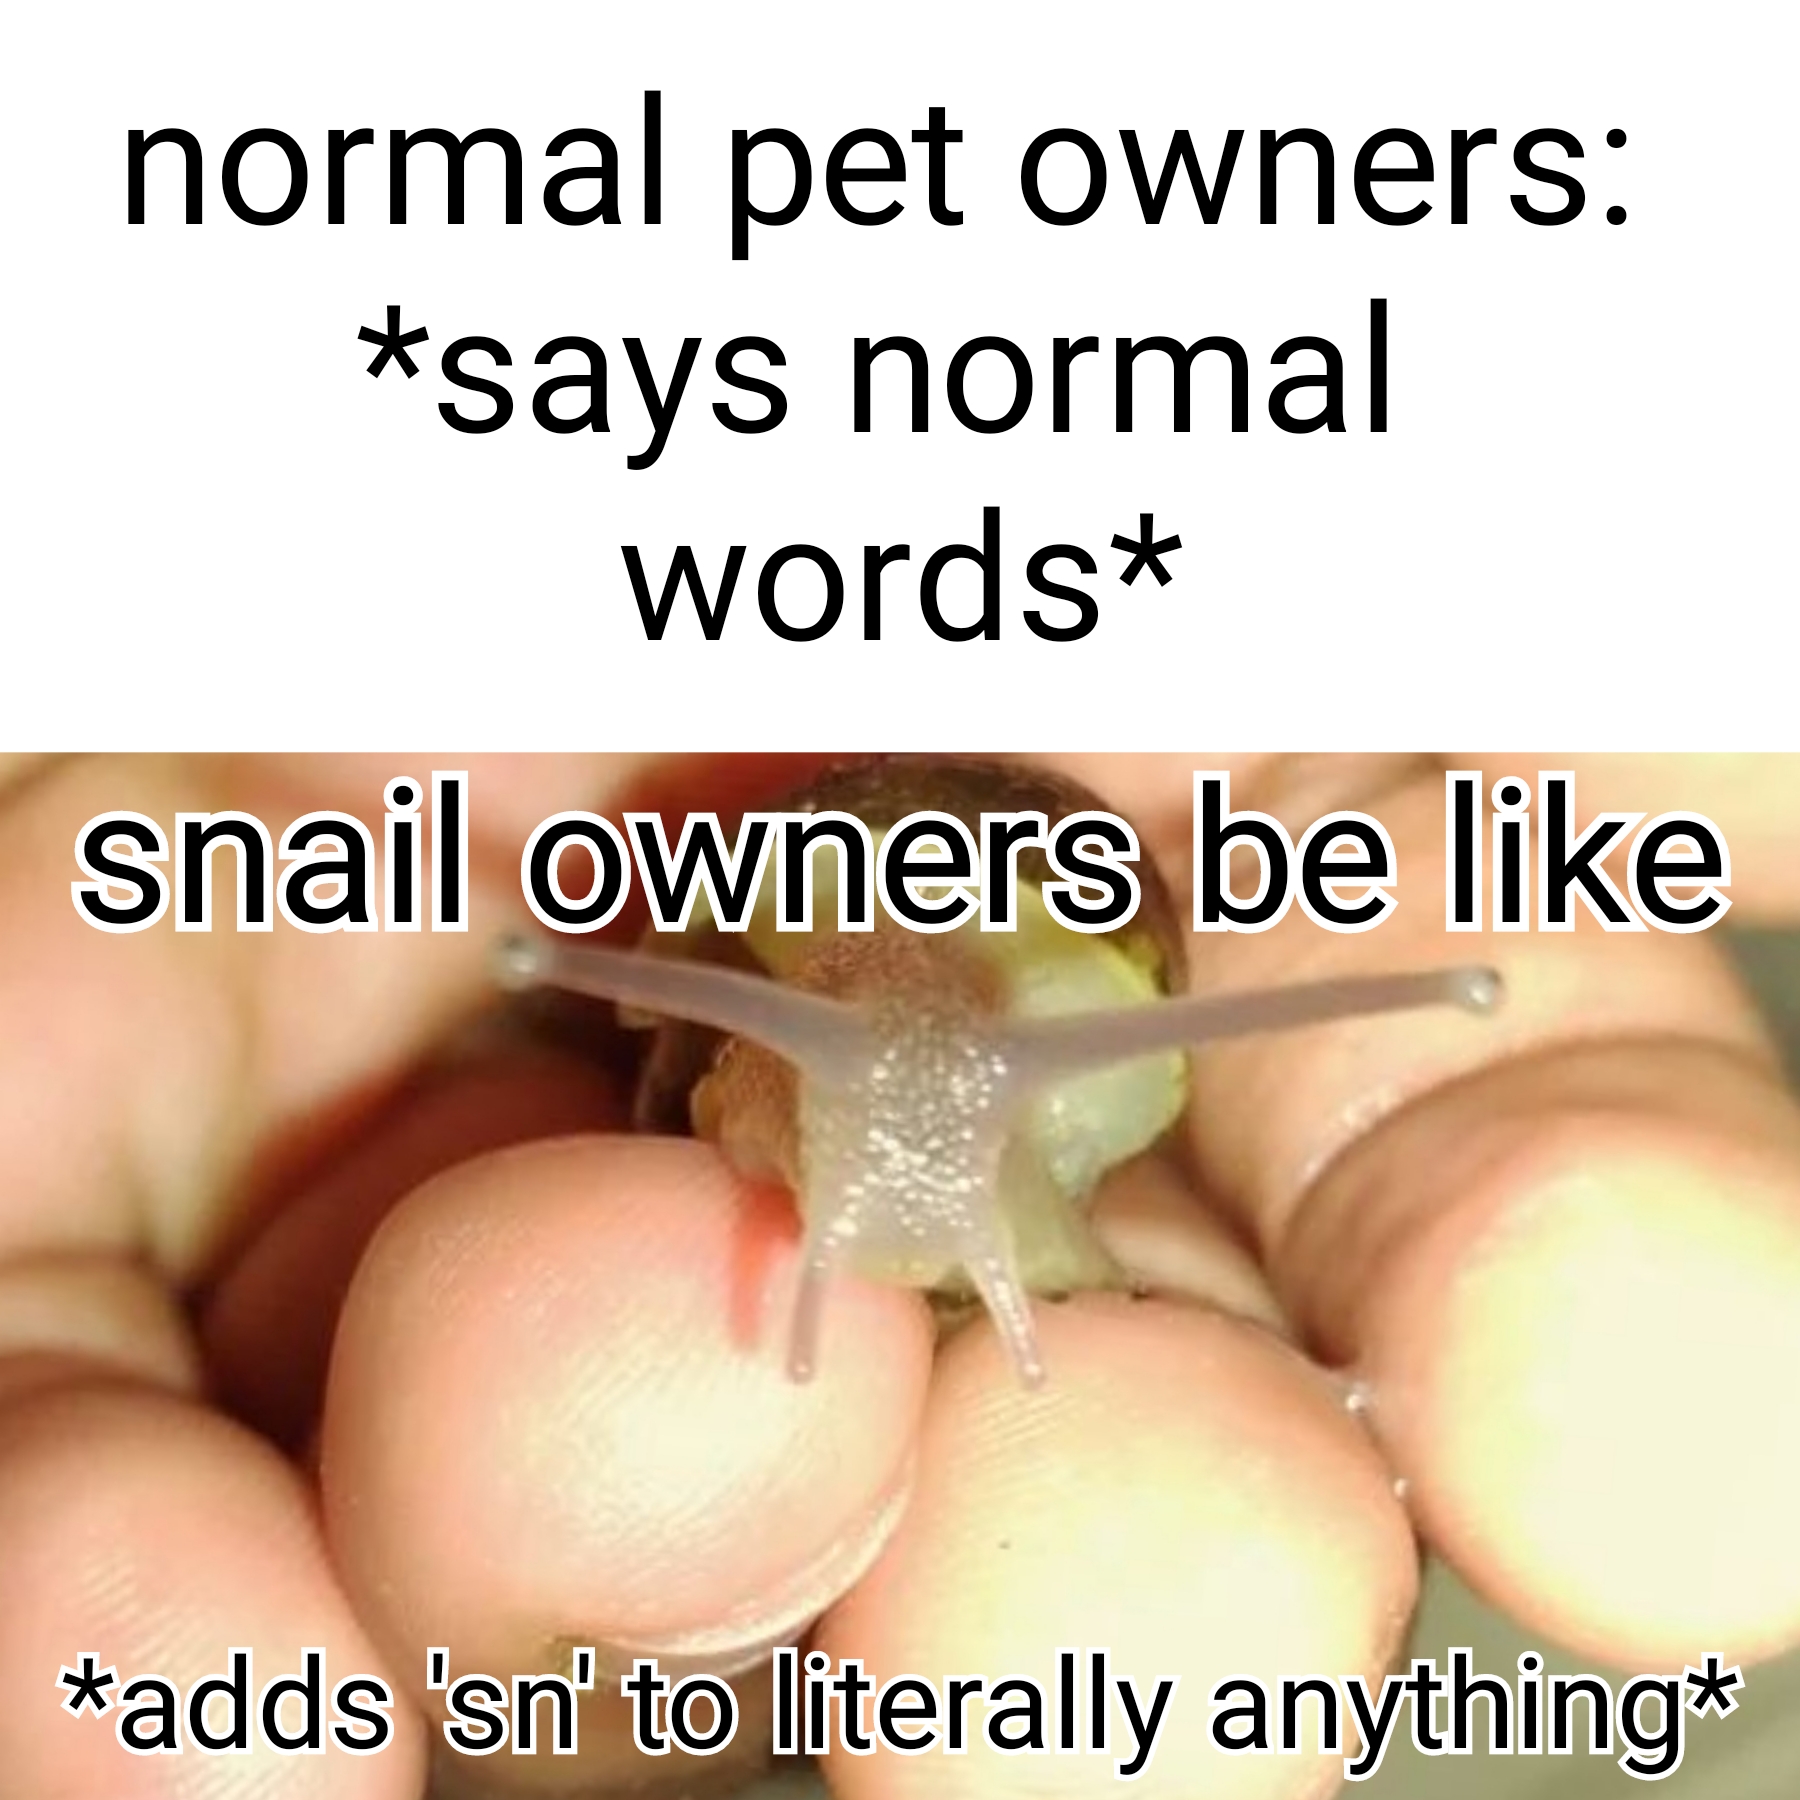 normal pet owners:
*says normal
words*
snail owners be like
*adds 'sn' to literally anything*